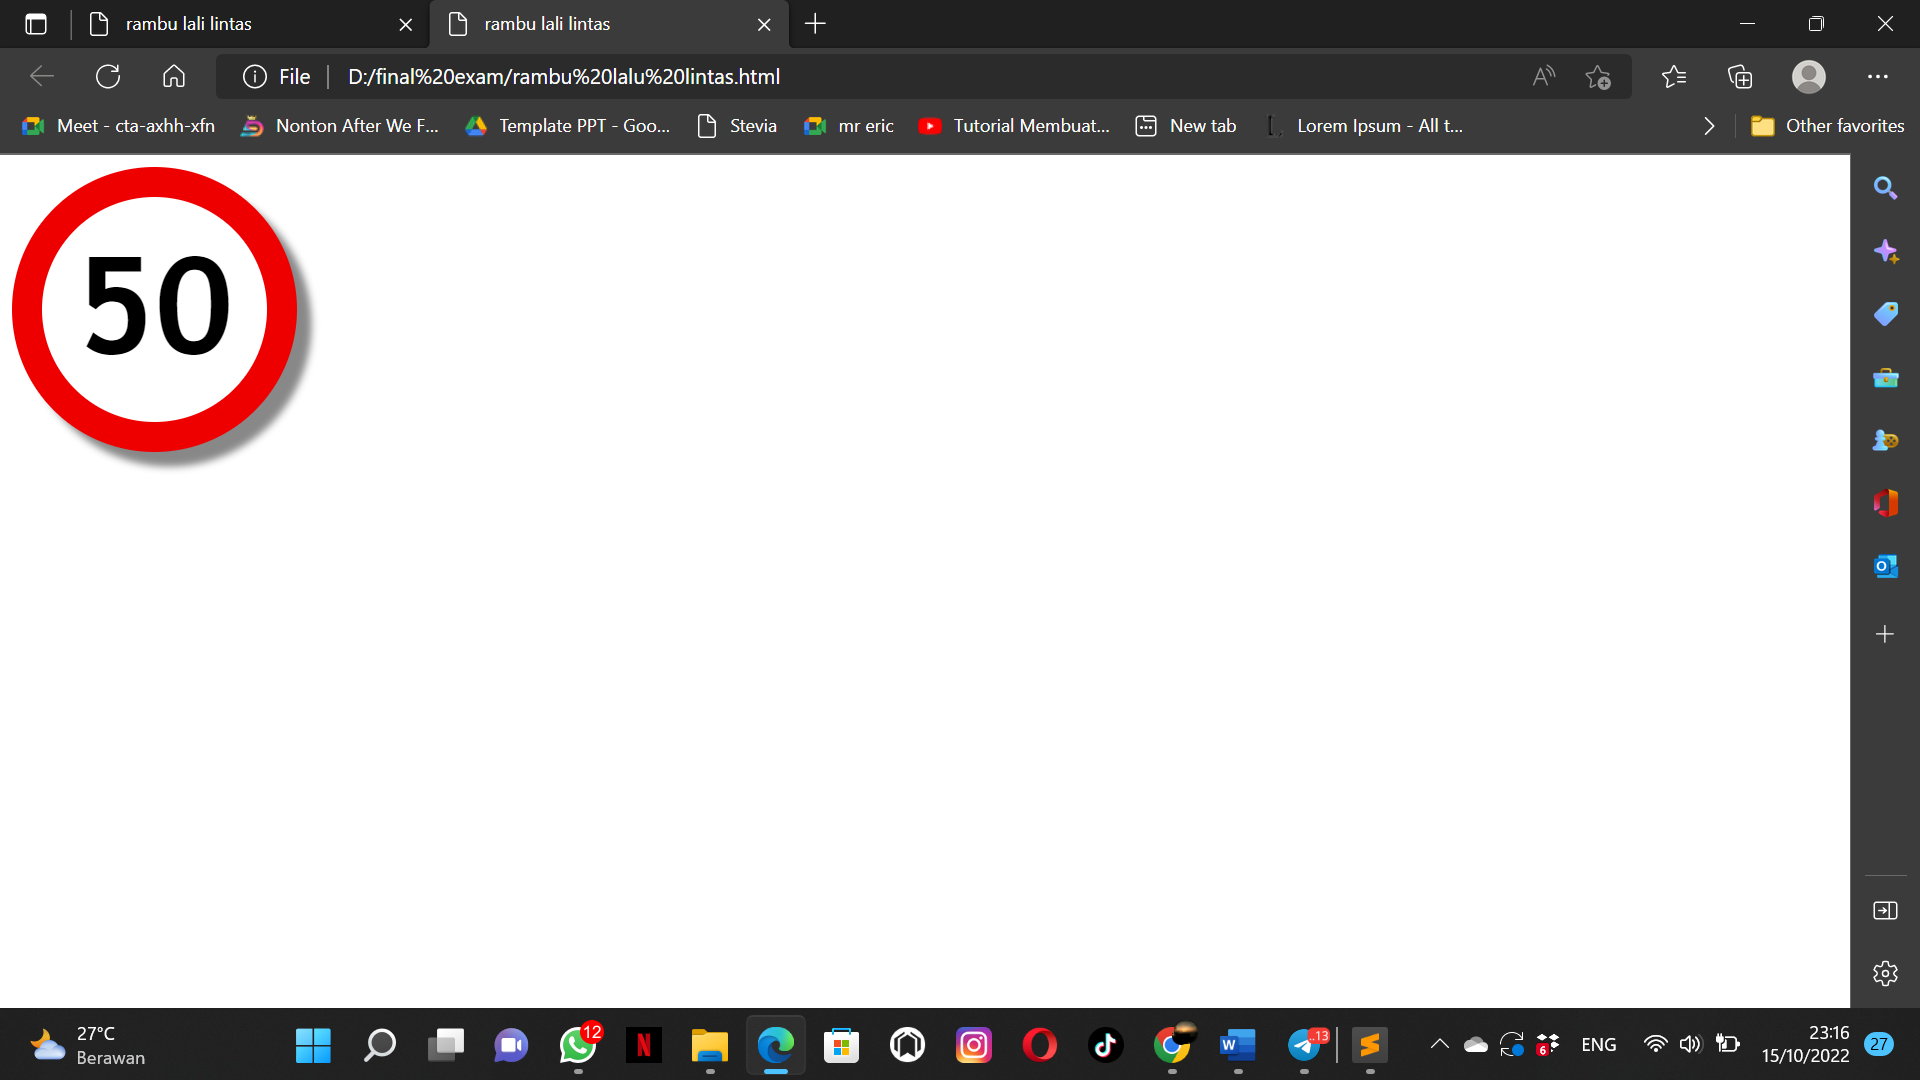 rambu lali lintas
rambu lali lintas
File
D:/final%20exam/rambu%20lalu%20lintas.html
Meet - cta-axhh-xfn
Nonton After We F...
Template PPT - Goo...
Stevia
mr eric
Tutorial Membuat...
New tab
Lorem Ipsum - All t...
Other favorites
50
27°C
Berawan
12
N
W
..13
6
ENG
23:16
15/10/2022
27